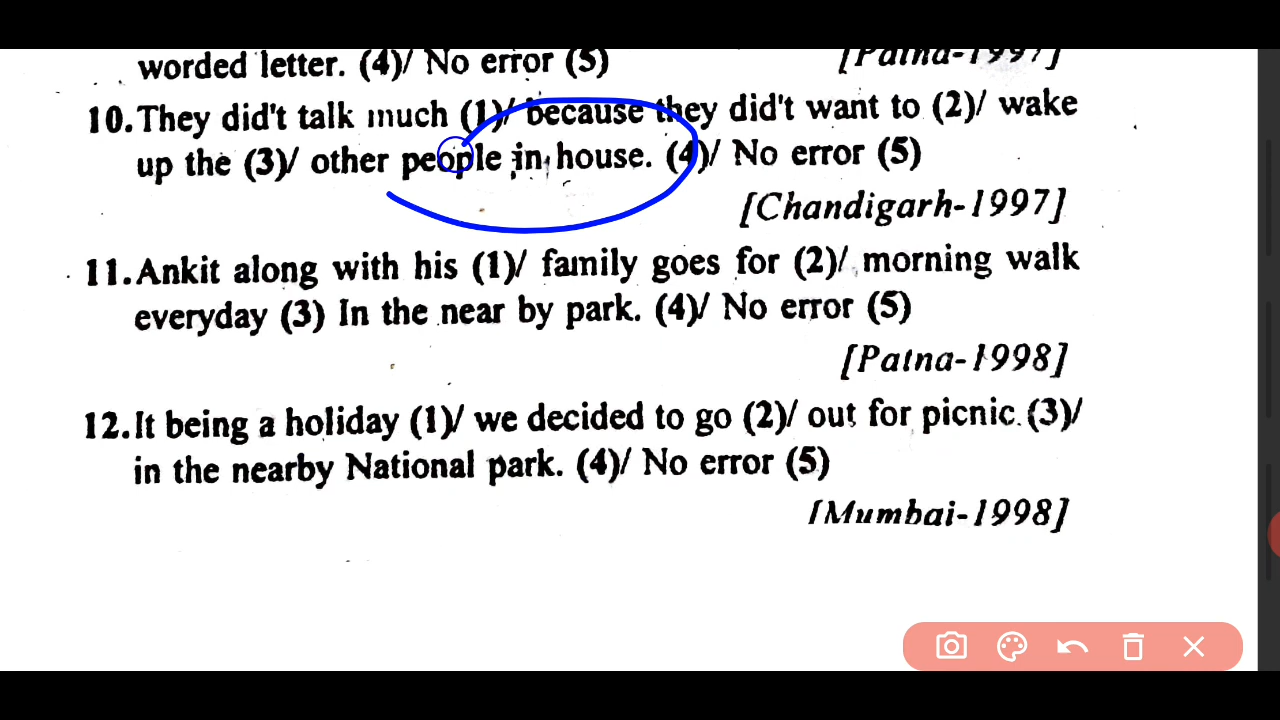 worded letter. (4)/ No error (5) [Patna-1997]
10. They did't talk much (1)/ because they did't want to (2)/ wake
up the (3)/ other people in house. (4)/ No error (5)
[Chandigarh-1997]
11. Ankit along with his (1)/ family goes for (2)/ morning walk
everyday (3) In the near by park. (4)/ No error (5)
[Patna-1998]
12. It being a holiday (1)/ we decided to go (2)/ out for picnic. (3)/
in the nearby National park. (4)/ No error (5)
[Mumbai-1998]